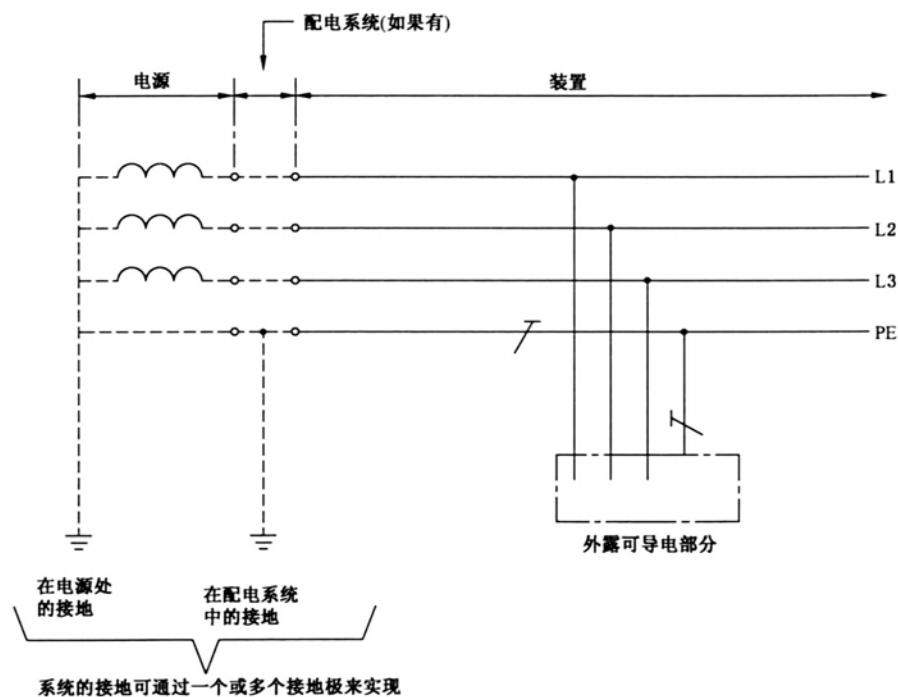 配电系统(如果有)
电源
装置
L1
L2
L3
PE
外露可导电部分
在电源处
的接地
在配电系统
中的接地
系统的接地可通过一个或多个接地极来实现